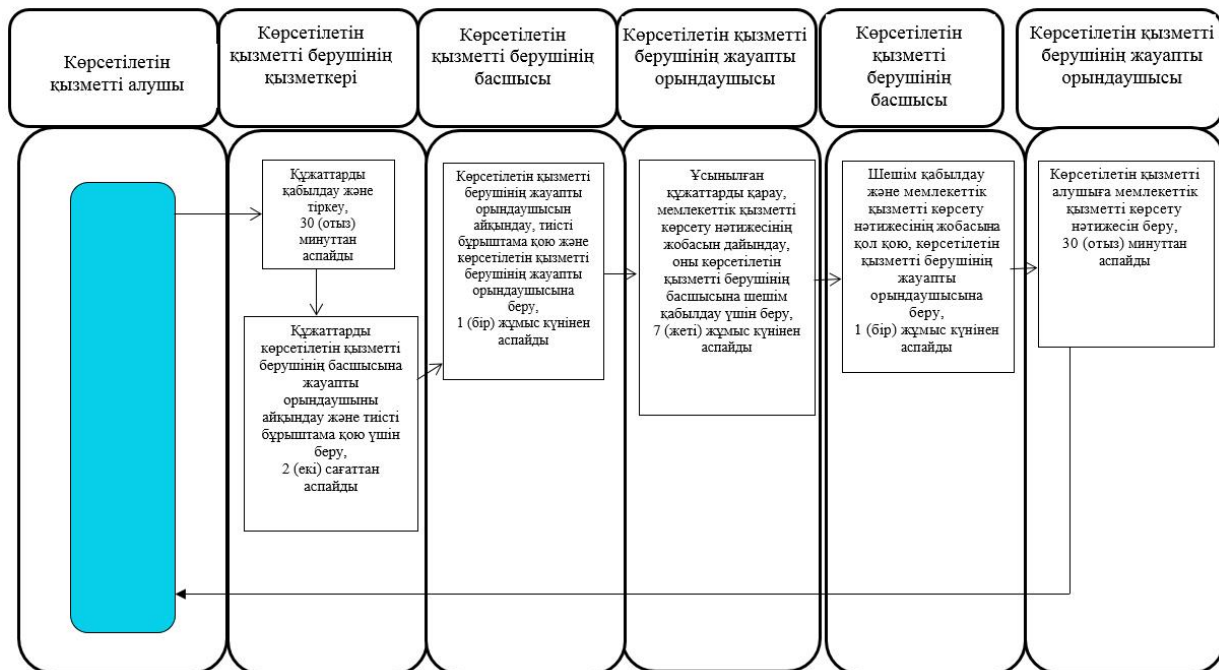 Көрсетілетін
қызметті алушы
Көрсетілетін
қызметті берушінің
қызметкері
Көрсетілетін
қызметті берушінің
басшысы
Көрсетілетін қызметті
берушінің жауапты
орындаушысы
Көрсетілетін
қызметті
берушінің
басшысы
Көрсетілетін қызметті
берушінің жауапты
орындаушысы
Құжаттарды
қабылдау және
тіркеу,
30 (отыз)
минуттан
аспайды
Құжаттарды
көрсетілетін қызметті
берушінің басшысына
жауапты
орындаушыны
айқындау және тиісті
бұрыштама қою үшін
беру,
2 (екі) сағаттан
аспайды
Көрсетілетін қызметті
берушінің жауапты
орындаушысын
айқындау, тиісті
бұрыштама қою және
көрсетілетін қызметті
берушінің жауапты
орындаушысына
беру,
1 (бір) жұмыс күнінен
аспайды
Ұсынылған
құжаттарды қарау,
мемлекеттік қызметті
көрсету нәтижесінің
жобасын дайындау,
оны көрсетілетін
қызметті берушінің
басшысына шешім
қабылдау үшін беру,
7 (жеті) жұмыс күнінен
аспайды
Шешім қабылдау
және мемлекеттік
қызметті көрсету
нәтижесінің жобасына
қол қою, көрсетілетін
қызметті берушінің
жауапты
орындаушысына
беру,
1 (бір) жұмыс күнінен
аспайды
Көрсетілетін қызметті
алушыға мемлекеттік
қызметті көрсету
нәтижесін беру,
30 (отыз) минуттан
аспайды